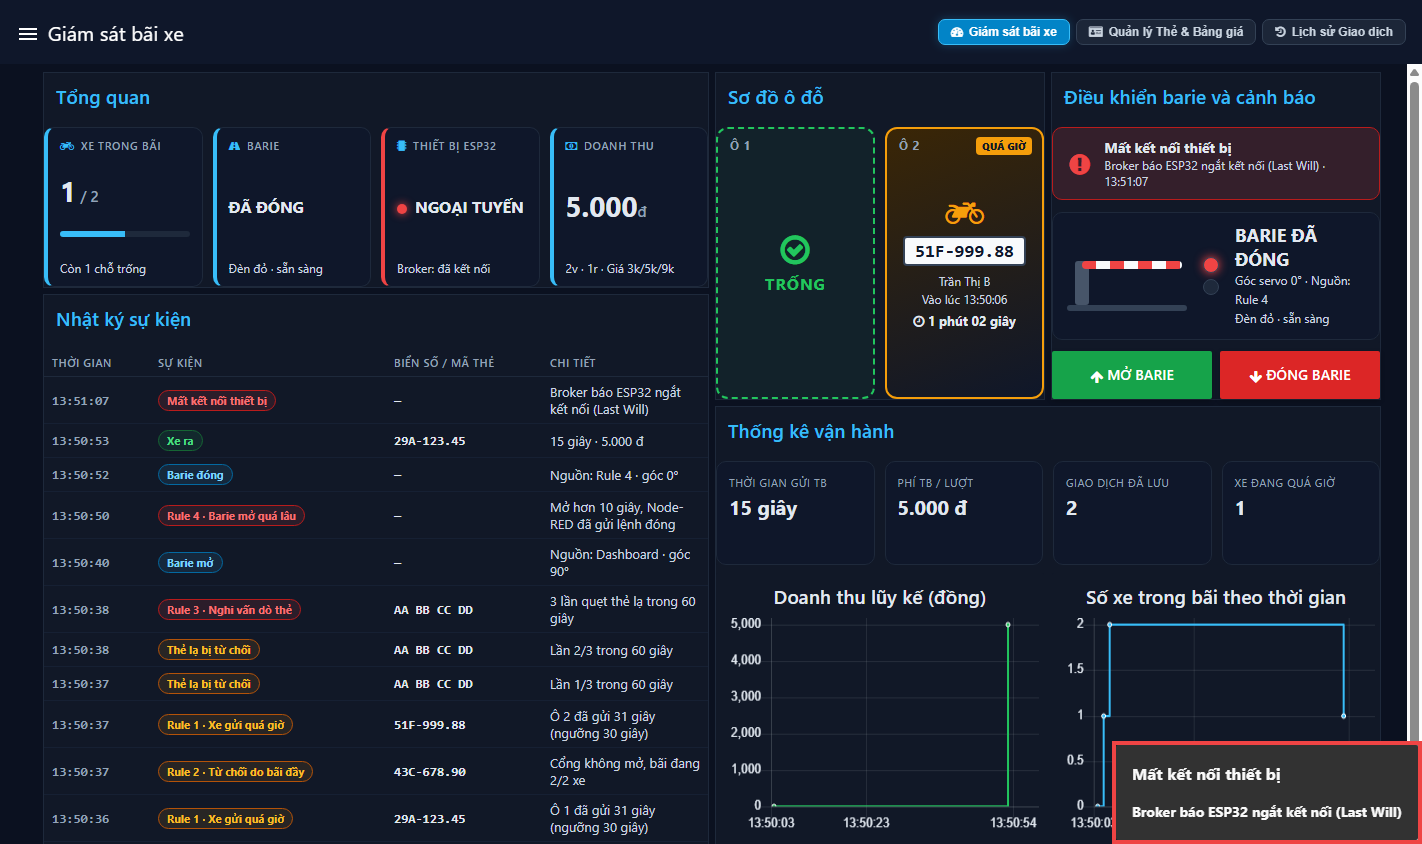 Giám sát bãi xe
Giám sát bãi xe
Quản lý Thẻ & Bảng giá
Lịch sử Giao dịch
Tổng quan
XE TRONG BÃI
1 / 2
Còn 1 chỗ trống
BARIE
ĐÃ ĐÓNG
Đèn đỏ · sẵn sàng
THIẾT BỊ ESP32
NGOẠI TUYẾN
Broker: đã kết nối
DOANH THU
5.000đ
2v · 1r · Giá 3k/5k/9k
Nhật ký sự kiện
THỜI GIAN SỰ KIỆN BIỂN SỐ / MÃ THẺ CHI TIẾT
13:51:07 Mất kết nối thiết bị — Broker báo ESP32 ngắt
kết nối (Last Will)
13:50:53 Xe ra 29A-123.45 15 giây · 5.000 đ
13:50:52 Barie đóng — Nguồn: Rule 4 · góc 0°
13:50:50 Rule 4 · Barie mở quá lâu — Mở hơn 10 giây, Node-
RED đã gửi lệnh đóng
13:50:40 Barie mở — Nguồn: Dashboard · góc
90°
13:50:38 Rule 3 · Nghi vấn dò thẻ AA BB CC DD 3 lần quẹt thẻ lạ trong 60
giây
13:50:38 Thẻ lạ bị từ chối AA BB CC DD Lần 2/3 trong 60 giây
13:50:37 Thẻ lạ bị từ chối AA BB CC DD Lần 1/3 trong 60 giây
13:50:37 Rule 1 · Xe gửi quá giờ 51F-999.88 Ô 2 đã gửi 31 giây
(ngưỡng 30 giây)
13:50:37 Rule 2 · Từ chối do bãi đầy 43C-678.90 Cổng không mở, bãi đang
2/2 xe
13:50:36 Rule 1 · Xe gửi quá giờ 29A-123.45 Ô 1 đã gửi 31 giây
(ngưỡng 30 giây)
Sơ đồ ô đỗ
Ô 1
TRỐNG
Ô 2
QUÁ GIỜ
51F-999.88
Trần Thị B
Vào lúc 13:50:06
1 phút 02 giây
Điều khiển barie và cảnh báo
Mất kết nối thiết bị
Broker báo ESP32 ngắt kết nối (Last Will) ·
13:51:07
BARIE ĐÃ
ĐÓNG
Góc servo 0° · Nguồn:
Rule 4
Đèn đỏ · sẵn sàng
MỞ BARIE
ĐÓNG BARIE
Thống kê vận hành
THỜI GIAN GỬI TB
15 giây
PHÍ TB / LƯỢT
5.000 đ
GIAO DỊCH ĐÃ LƯU
2
XE ĐANG QUÁ GIỜ
1
Doanh thu lũy kế (đồng)
5,000
4,000
3,000
2,000
1,000
0
13:50:03 13:50:23 13:50:54
Số xe trong bãi theo thời gian
2
1.5
1
0.5
0
Mất kết nối thiết bị
Broker báo ESP32 ngắt kết nối (Last Will)